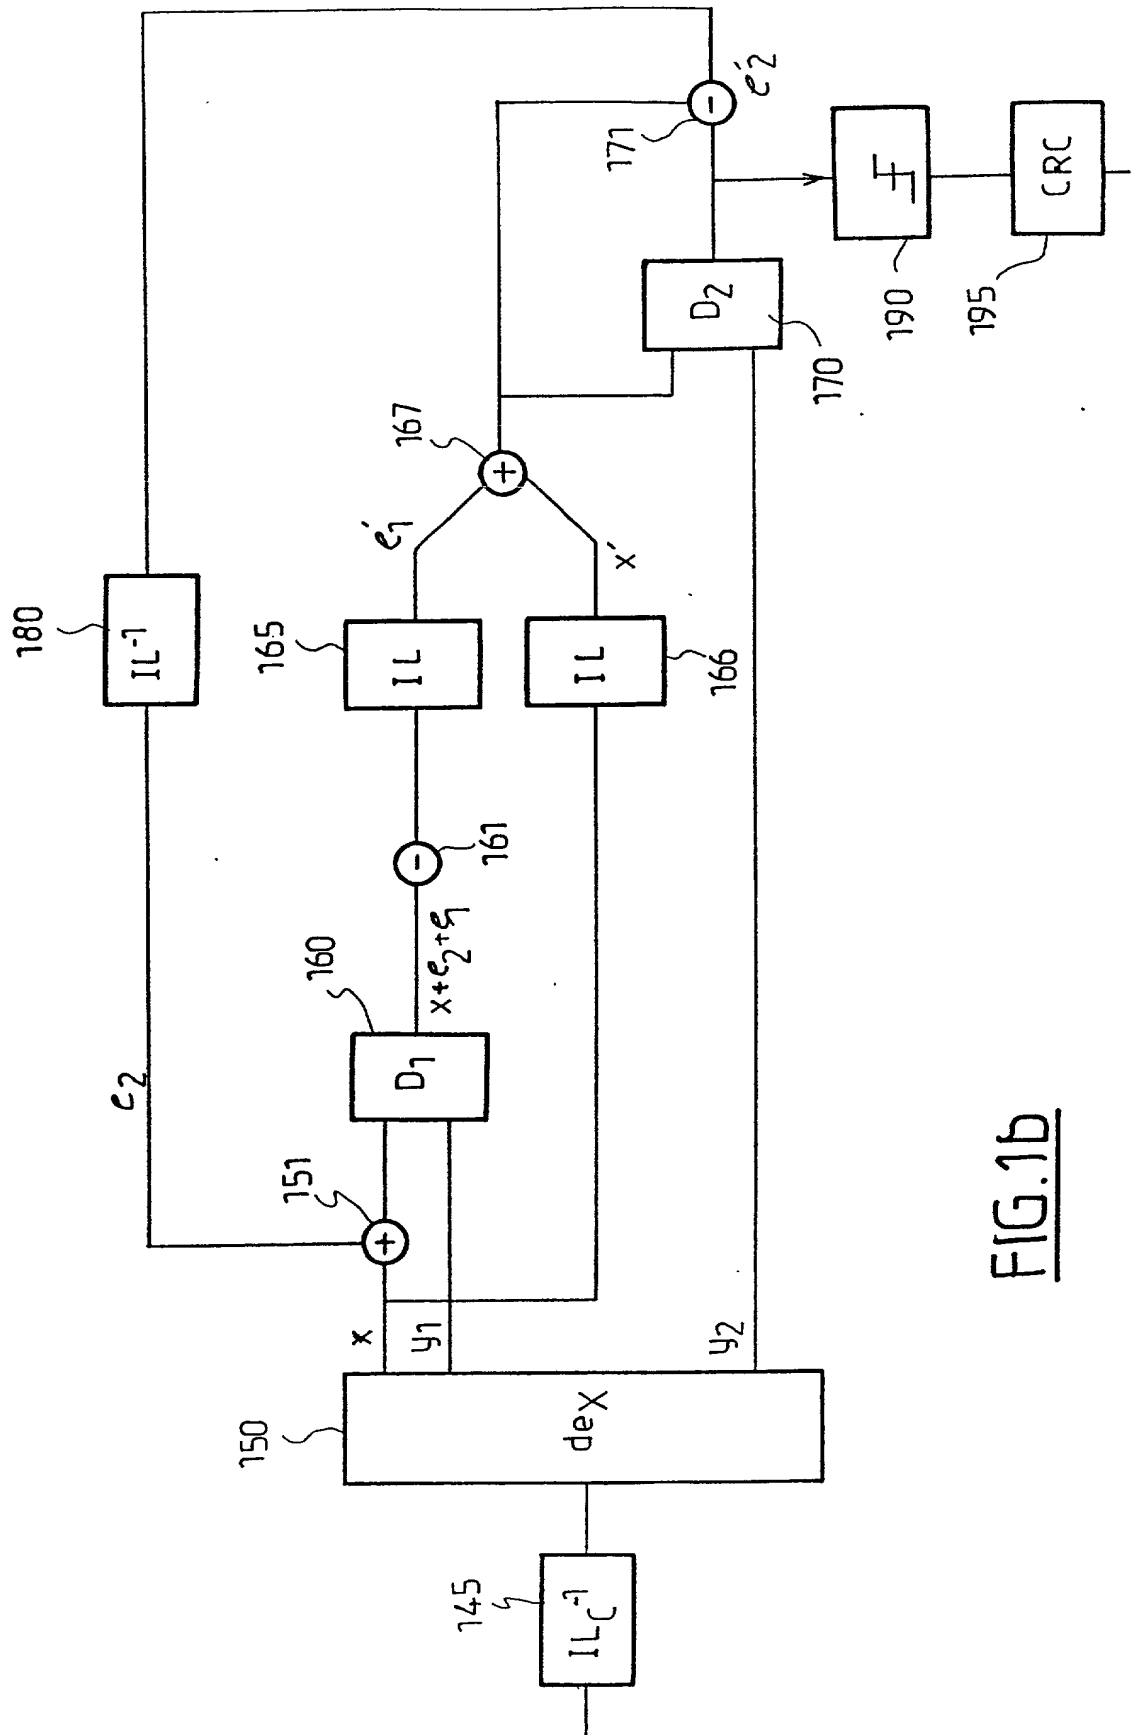 180
IL⁻¹
e₂
e'₂
171
167
e'₁
165
IL
161
x+e₂+e₁
160
D₁
151
x
y₁
x'
IL
166
D₂
170
190
CRC
195
y₂
150
deX
145
IL_C⁻¹
FIG.1b